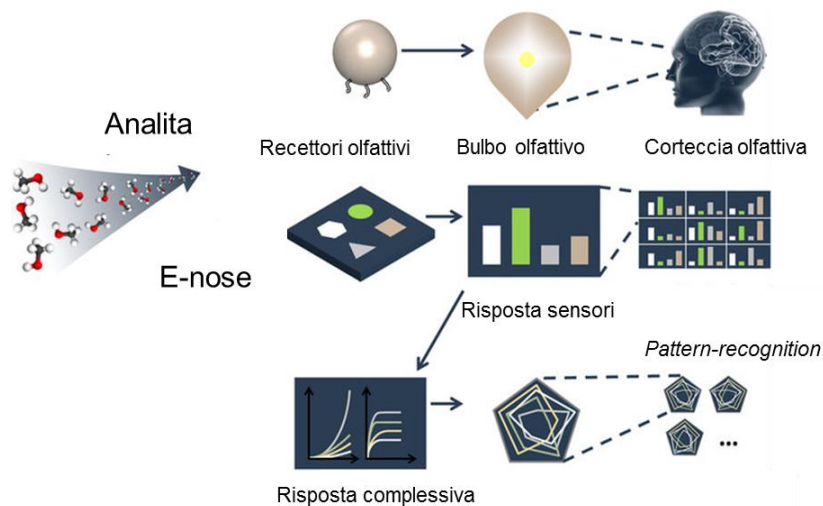 Analita
Recettori olfattivi
Bulbo olfattivo
Corteccia olfattiva
E-nose
Risposta sensori
Pattern-recognition
Risposta complessiva